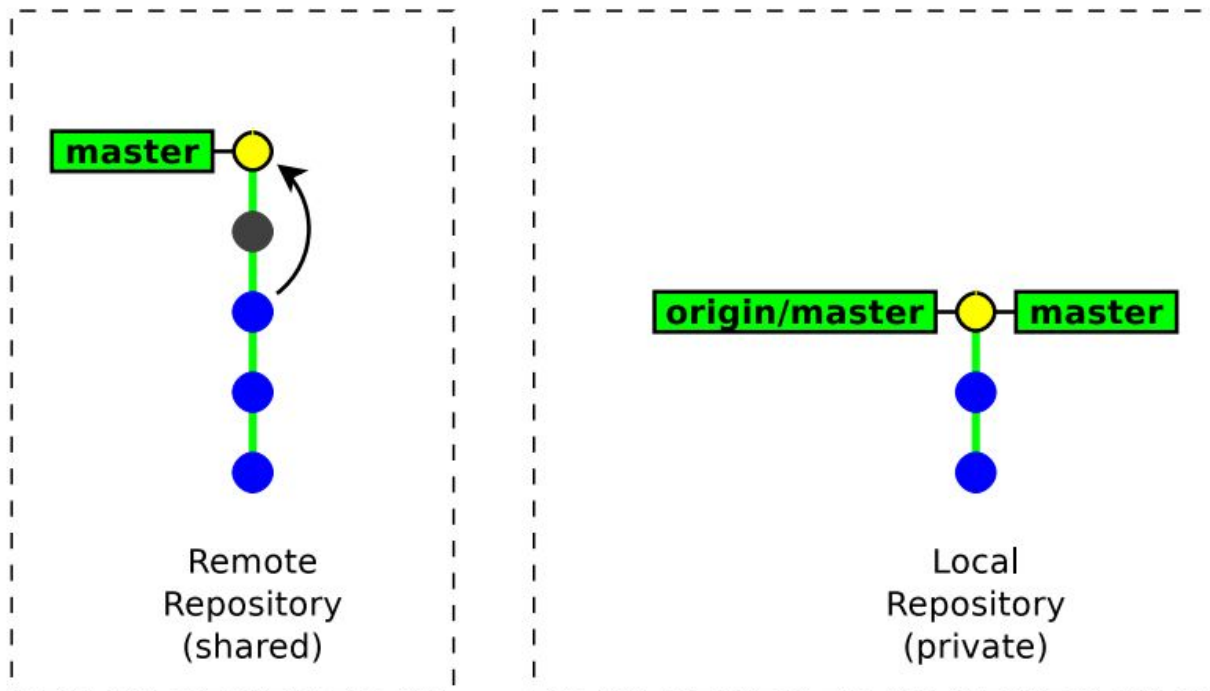 master
origin/master
master
Remote
Repository
(shared)
Local
Repository
(private)